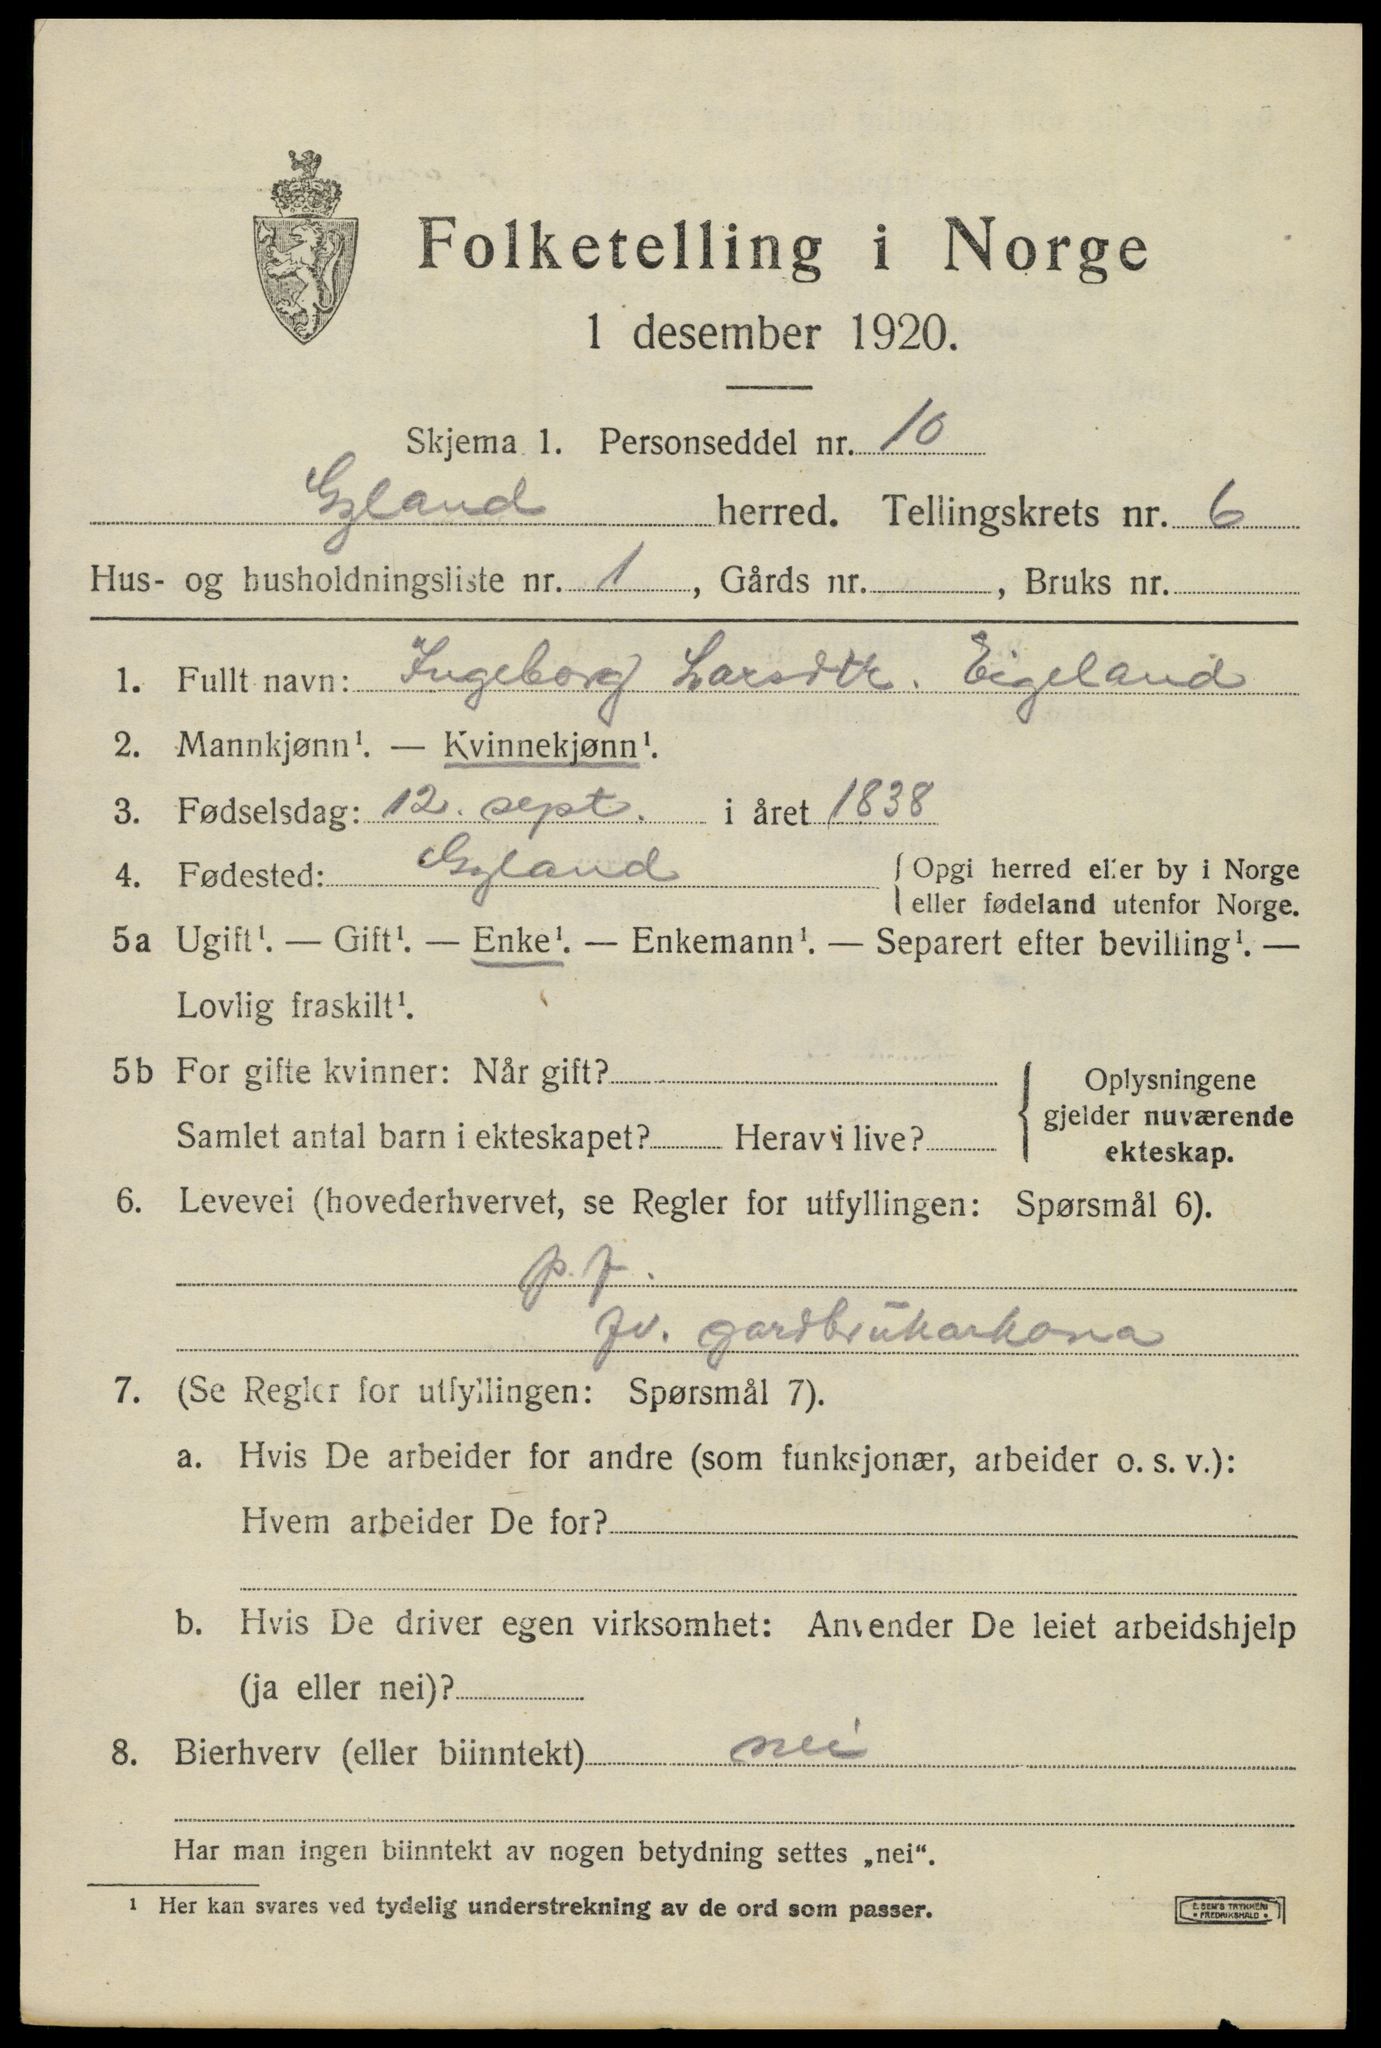 Folketelling i Norge
1 desember 1920.
Skjema 1. Personseddel nr. 10
Gyland herred. Tellingskrets nr. 6
Hus- og husholdningsliste nr. 1, Gårds nr. , Bruks nr.
1. Fullt navn: Ingeborg Larsdtr. Eigeland
2. Mannkjønn¹. — Kvinnekjønn¹.
3. Fødselsdag: 12. sept. i året 1838
4. Fødested: Gyland { Opgi herred eller by i Norge
eller fødeland utenfor Norge.
5a Ugift¹. — Gift¹. — Enke¹. — Enkemann¹. — Separert efter bevilling¹. —
Lovlig fraskilt¹.
5b For gifte kvinner: Når gift?
Samlet antal barn i ekteskapet? Herav i live?
Oplysningene
gjelder nuværende
ekteskap.
6. Levevei (hovederhvervet, se Regler for utfyllingen: Spørsmål 6).
p. f.
fv. gardbrukarkona
7. (Se Regler for utfyllingen: Spørsmål 7).
a. Hvis De arbeider for andre (som funksjonær, arbeider o. s. v.):
Hvem arbeider De for?
b. Hvis De driver egen virksomhet: Anvender De leiet arbeidshjelp
(ja eller nei)?
8. Bierhverv (eller biinntekt) nei
Har man ingen biinntekt av nogen betydning settes „nei“.
¹ Her kan svares ved tydelig understrekning av de ord som passer.
E. SEM'S TRYKKERI
FREDRIKSHALD